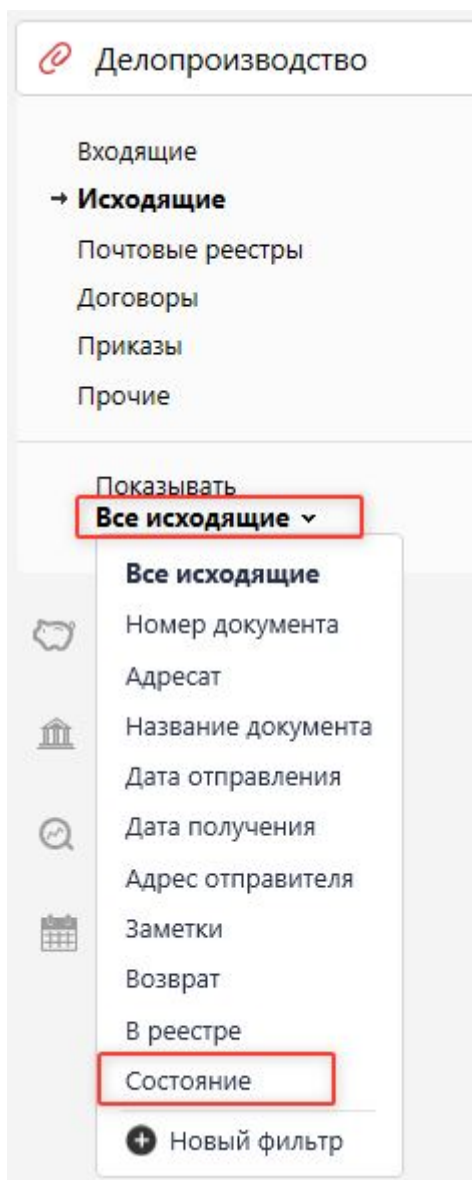 Делопроизводство
Входящие
→ Исходящие
Почтовые реестры
Договоры
Приказы
Прочие
Показывать
Все исходящие
Все исходящие
Номер документа
Адресат
Название документа
Дата отправления
Дата получения
Адрес отправителя
Заметки
Возврат
В реестре
Состояние
Новый фильтр